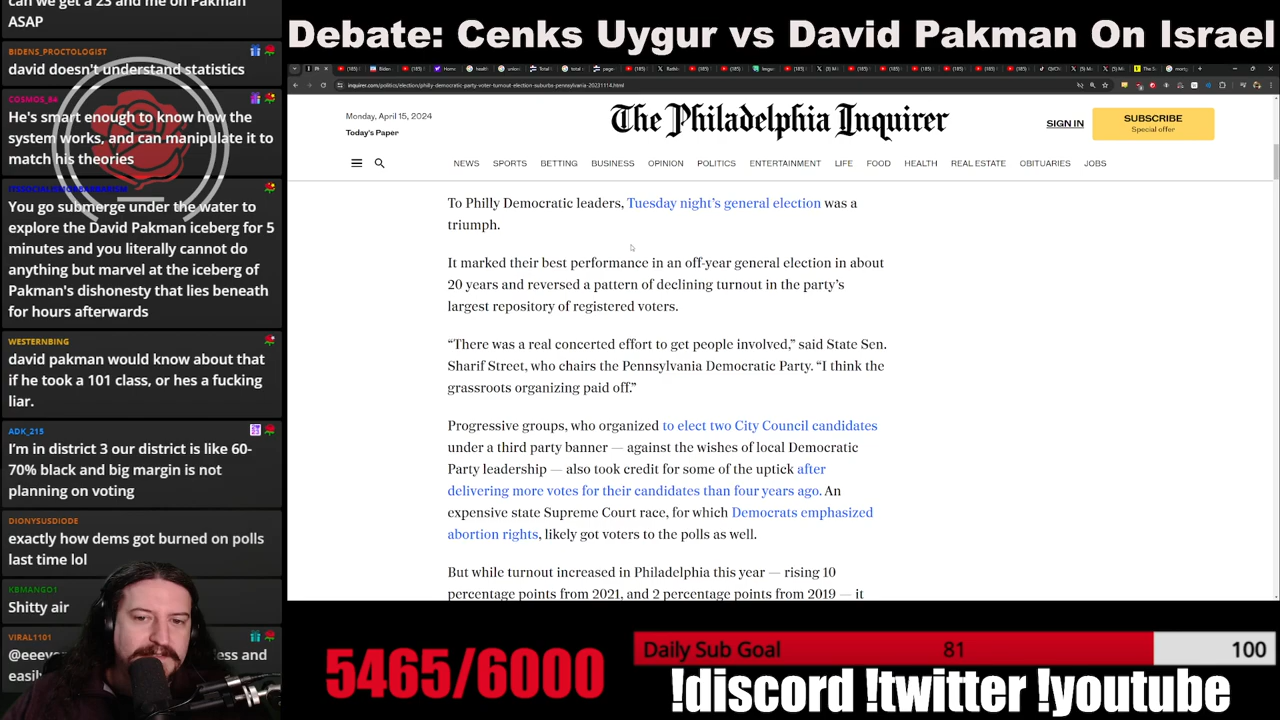 can we get a 23 and me on Pakman
ASAP
BIDENS_PROCTOLOGIST
david doesn't understand statistics
COSMOS_84
He's smart enough to know how the
system works, and can manipulate it to
match his theories
You go submerge under the water to
explore the David Pakman iceberg for 5
minutes and you literally cannot do
anything but marvel at the iceberg of
Pakman's dishonesty that lies beneath
for hours afterwards
WESTERNBING
david pakman would know about that
if he took a 101 class, or hes a fucking
liar.
ADK_215
I'm in district 3 our district is like 60-
70% black and big margin is not
planning on voting
DIONYSUSDIODE
exactly how dems got burned on polls
last time lol
KBMANGO1
Shitty air
VIRAL1101
Debate: Cenks Uygur vs David Pakman On Israel
inquirer.com/politics/election/philly-democratic-party-voter-turnout-election-suburbs-pennsylvania-20231114.html
Monday, April 15, 2024
Today's Paper
The Philadelphia Inquirer
SIGN IN
SUBSCRIBE
Special offer
NEWS SPORTS BETTING BUSINESS OPINION POLITICS ENTERTAINMENT LIFE FOOD HEALTH REAL ESTATE OBITUARIES JOBS
To Philly Democratic leaders, Tuesday night's general election was a
triumph.
It marked their best performance in an off-year general election in about
20 years and reversed a pattern of declining turnout in the party's
largest repository of registered voters.
“There was a real concerted effort to get people involved,” said State Sen.
Sharif Street, who chairs the Pennsylvania Democratic Party. “I think the
grassroots organizing paid off.”
Progressive groups, who organized to elect two City Council candidates
under a third party banner — against the wishes of local Democratic
Party leadership — also took credit for some of the uptick after
delivering more votes for their candidates than four years ago. An
expensive state Supreme Court race, for which Democrats emphasized
abortion rights, likely got voters to the polls as well.
But while turnout increased in Philadelphia this year — rising 10
percentage points from 2021, and 2 percentage points from 2019 — it
5465/6000
Daily Sub Goal 81 100
!discord !twitter !youtube